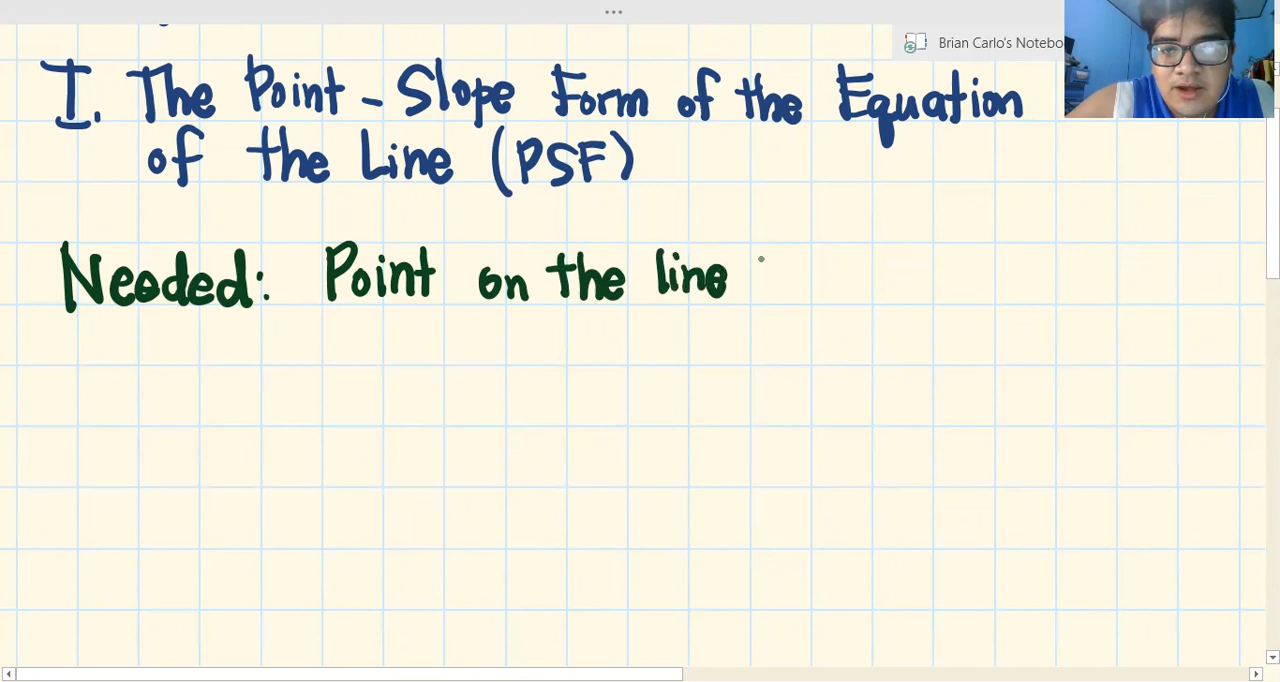 Brian Carlo's Notebo
I. The Point - Slope Form of the Equation
of the Line (PSF)
Needed: Point on the line